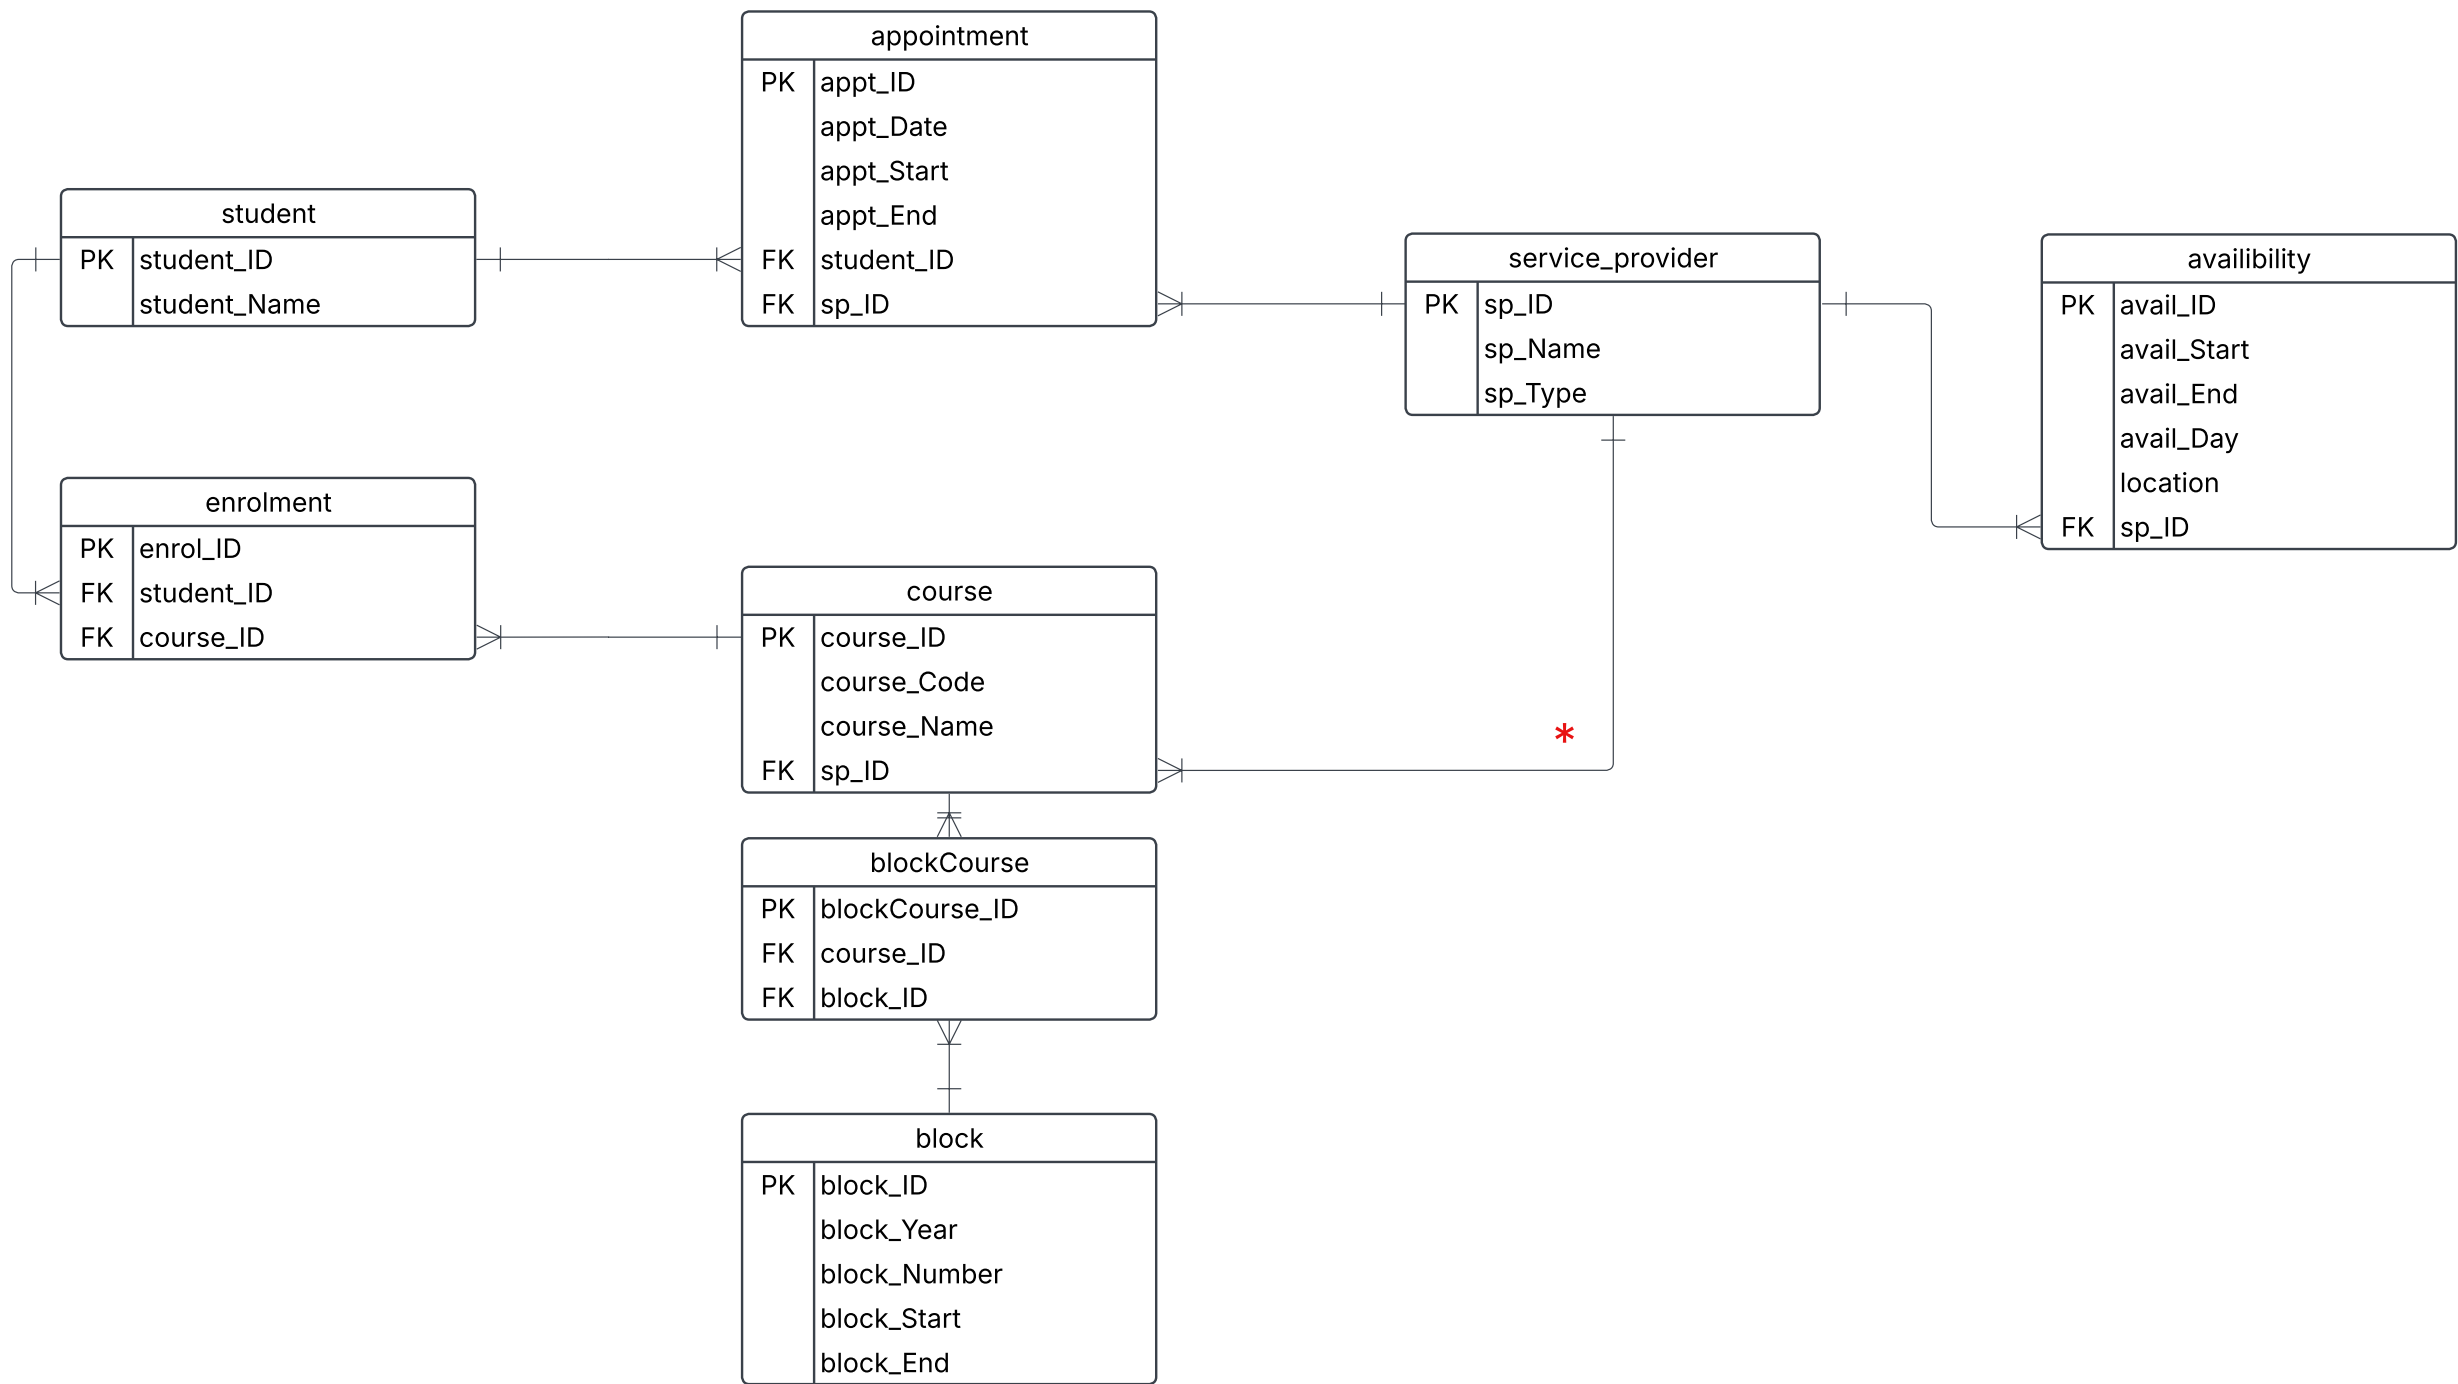 appointment
PK appt_ID
appt_Date
appt_Start
appt_End
FK student_ID
FK sp_ID
student
PK student_ID
student_Name
service_provider
PK sp_ID
sp_Name
sp_Type
availibility
PK avail_ID
avail_Start
avail_End
avail_Day
location
FK sp_ID
enrolment
PK enrol_ID
FK student_ID
FK course_ID
course
PK course_ID
course_Code
course_Name
FK sp_ID
*
blockCourse
PK blockCourse_ID
FK course_ID
FK block_ID
block
PK block_ID
block_Year
block_Number
block_Start
block_End